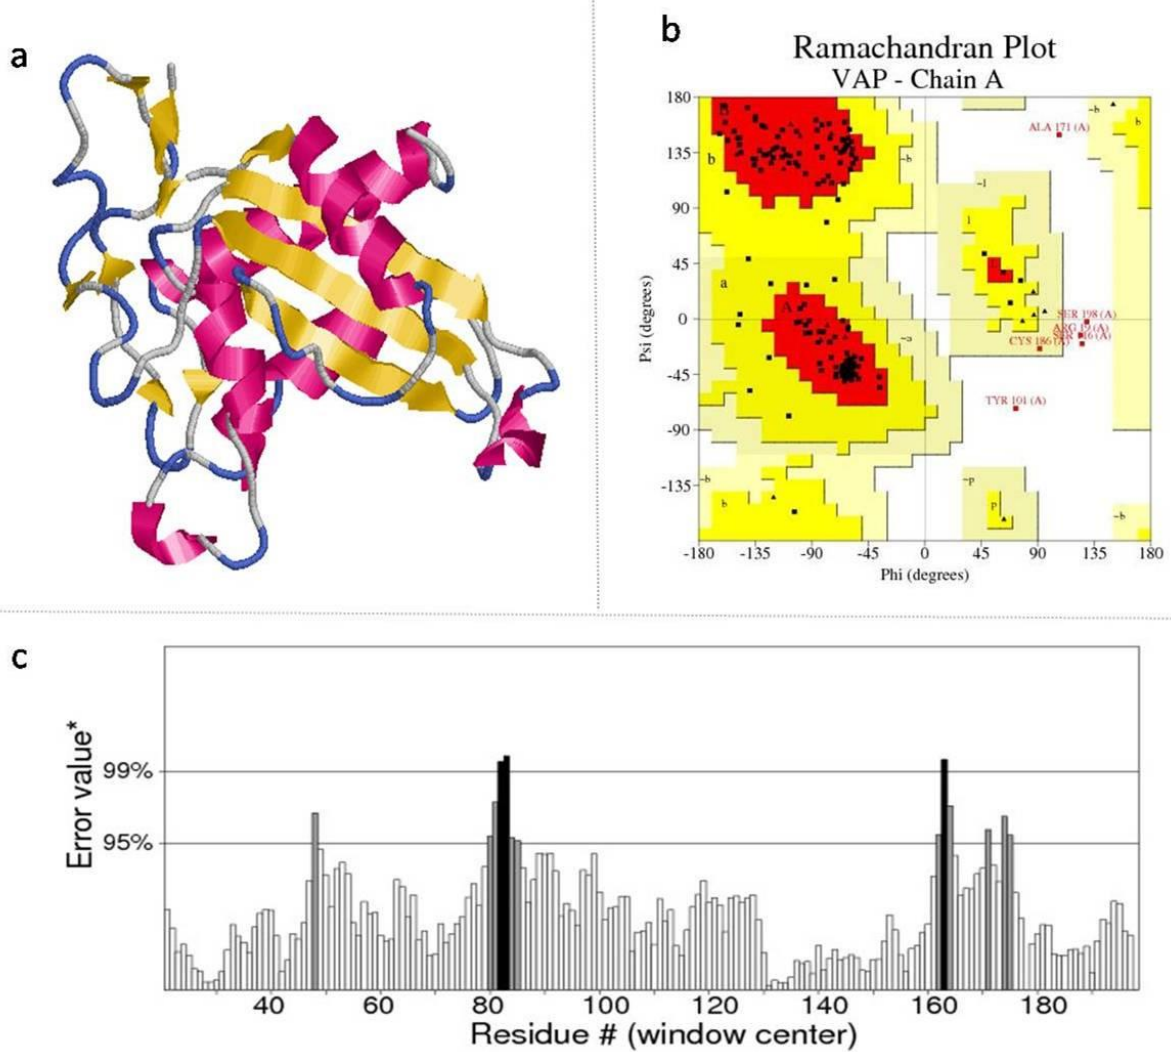 a
b
Ramachandran Plot
VAP - Chain A
180
135
90
45
0
-45
-90
-135
Psi (degrees)
B
b
~b
~b
b
ALA 171 (A)
~l
l
a
A
~a
SER 198 (A)
ARG 19 (A)
CYS 186 (A)
TYR 101 (A)
~b
b
~p
p
~b
-180 -135 -90 -45 0 45 90 135 180
Phi (degrees)
c
Error value*
99%
95%
40 60 80 100 120 140 160 180
Residue # (window center)